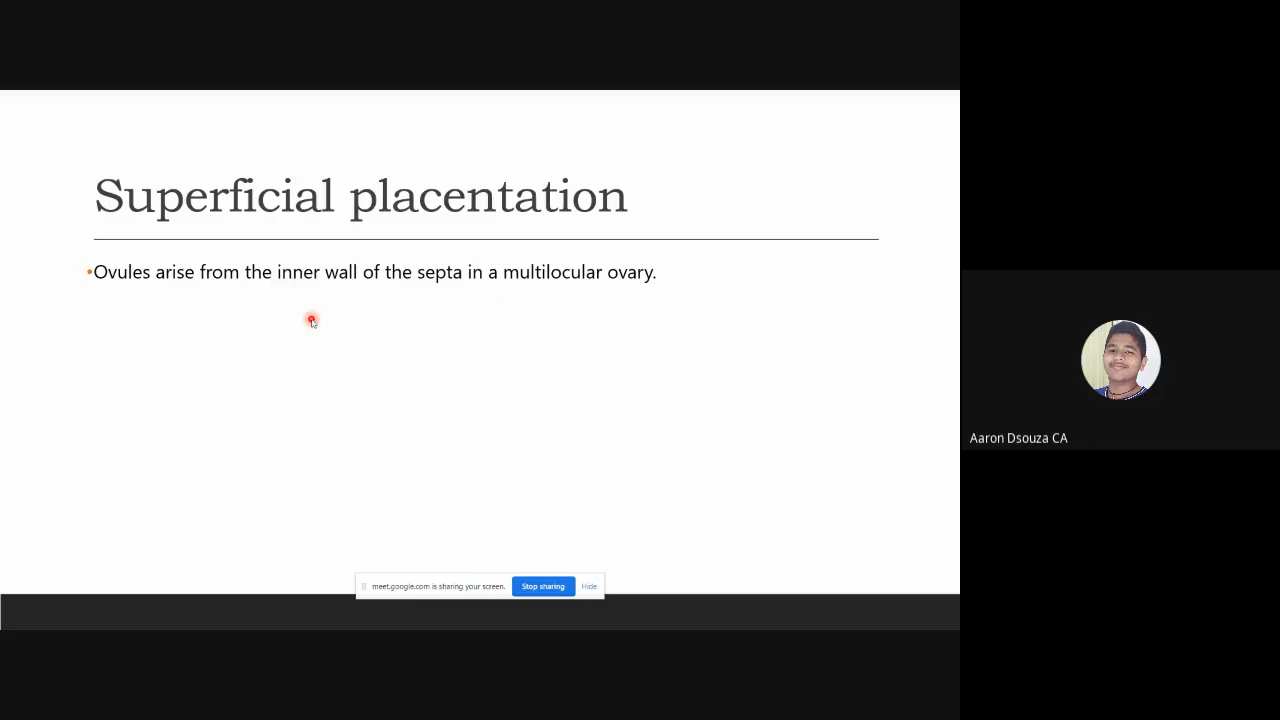 Superficial placentation
•Ovules arise from the inner wall of the septa in a multilocular ovary.
meet.google.com is sharing your screen. Stop sharing Hide
Aaron Dsouza CA